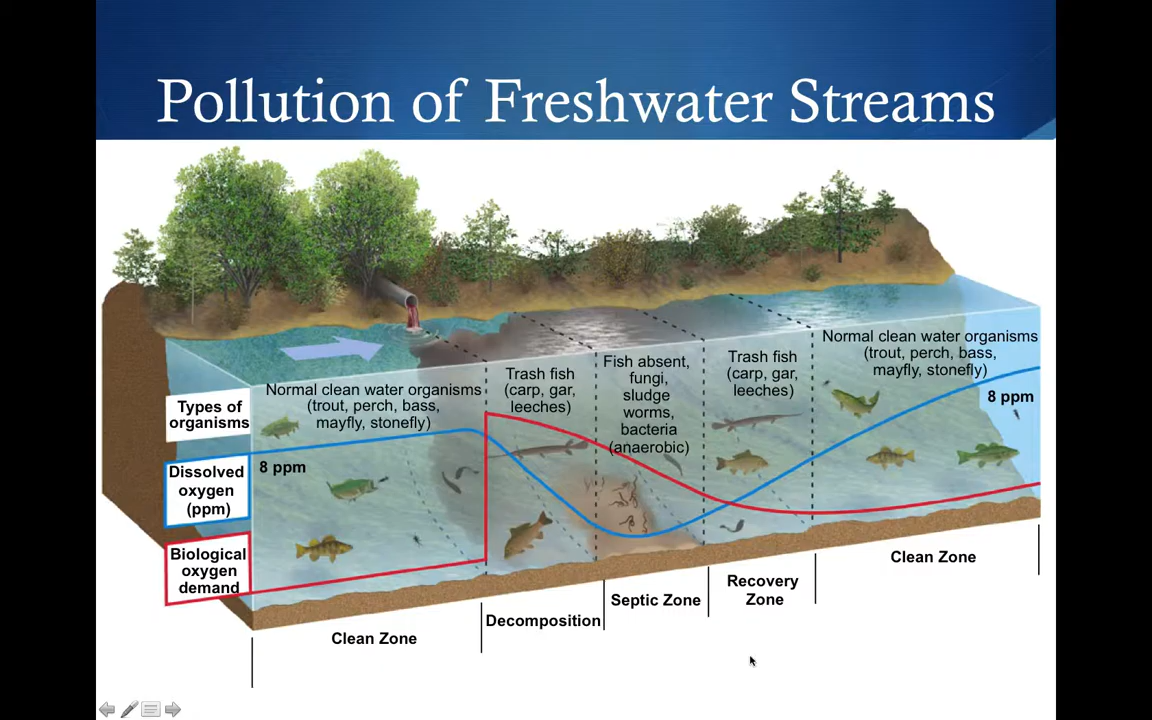 Pollution of Freshwater Streams
Types of
organisms
Normal clean water organisms
(trout, perch, bass,
mayfly, stonefly)
Trash fish
(carp, gar,
leeches)
Fish absent,
fungi,
sludge
worms,
bacteria
(anaerobic)
Trash fish
(carp, gar,
leeches)
Normal clean water organisms
(trout, perch, bass,
mayfly, stonefly)
Dissolved
oxygen
(ppm)
8 ppm
8 ppm
Biological
oxygen
demand
Clean Zone
Decomposition
Septic Zone
Recovery
Zone
Clean Zone